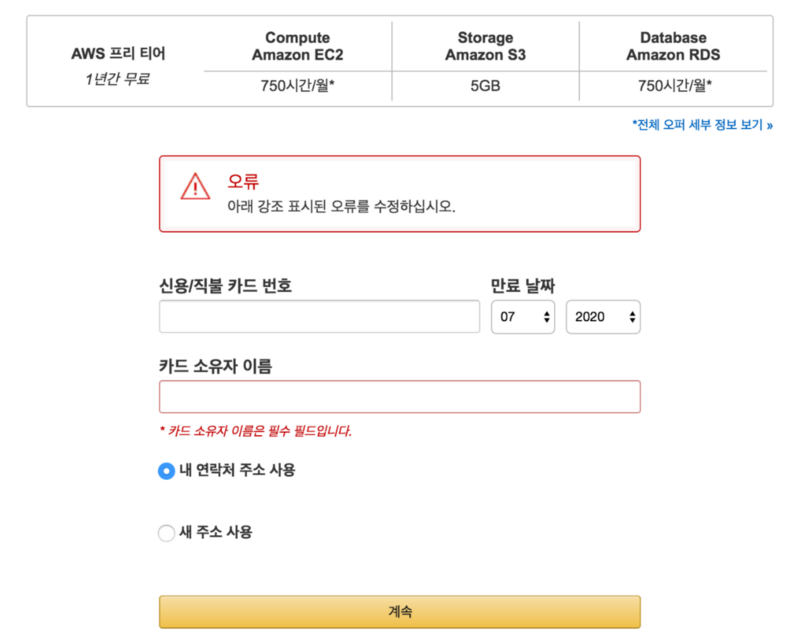 AWS 프리 티어
1년간 무료
Compute
Amazon EC2
750시간/월*
Storage
Amazon S3
5GB
Database
Amazon RDS
750시간/월*
*전체 오퍼 세부 정보 보기 »
오류
아래 강조 표시된 오류를 수정하십시오.
신용/직불 카드 번호
만료 날짜
07
2020
카드 소유자 이름
* 카드 소유자 이름은 필수 필드입니다.
내 연락처 주소 사용
새 주소 사용
계속